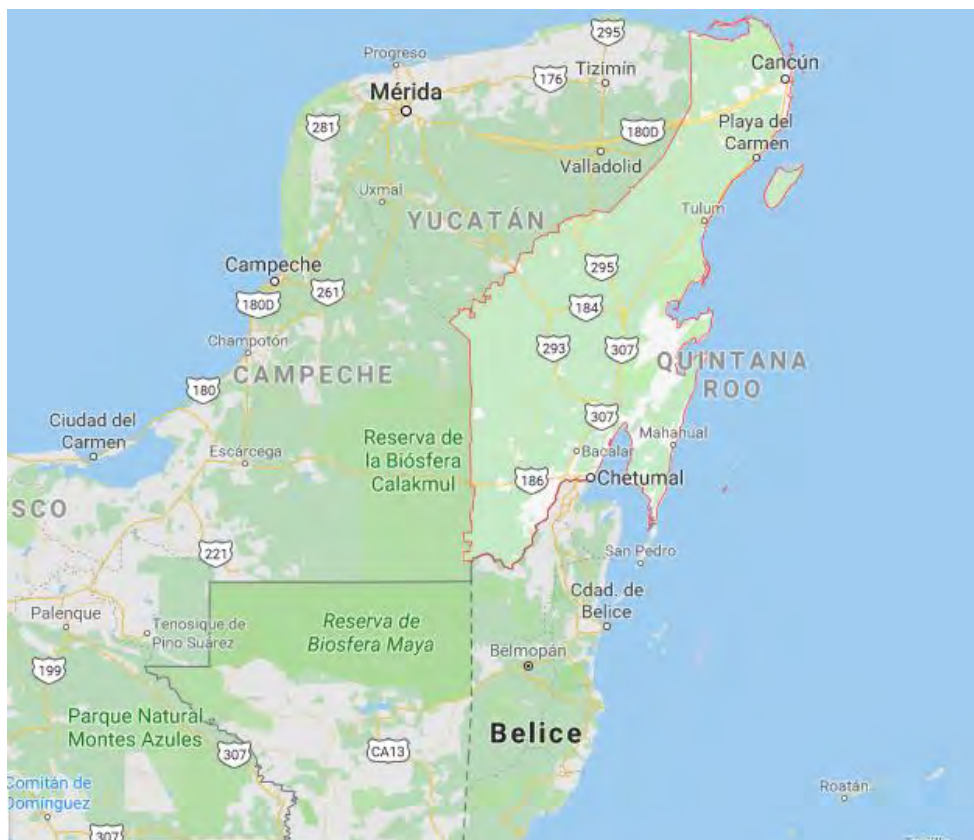 295
Progreso
Cancún
176
Tizimín
Mérida
281
Playa del
Carmen
180D
Valladolid
Uxmal
Tulum
YUCATÁN
Campeche
295
261
180D
184
Champotón
293
307
QUINTANA
ROO
CAMPECHE
180
307
Ciudad del
Carmen
Reserva de
la Biósfera
Calakmul
Mahahual
Escárcega
Bacalar
186
Chetumal
SCO
221
San Pedro
Cdad. de
Belice
Palenque
Tenosique de
Pino Suárez
Reserva de
Biosfera Maya
Belmopán
199
Parque Natural
Montes Azules
307
CA13
Belice
Comitán de
Domínguez
Roatán
307